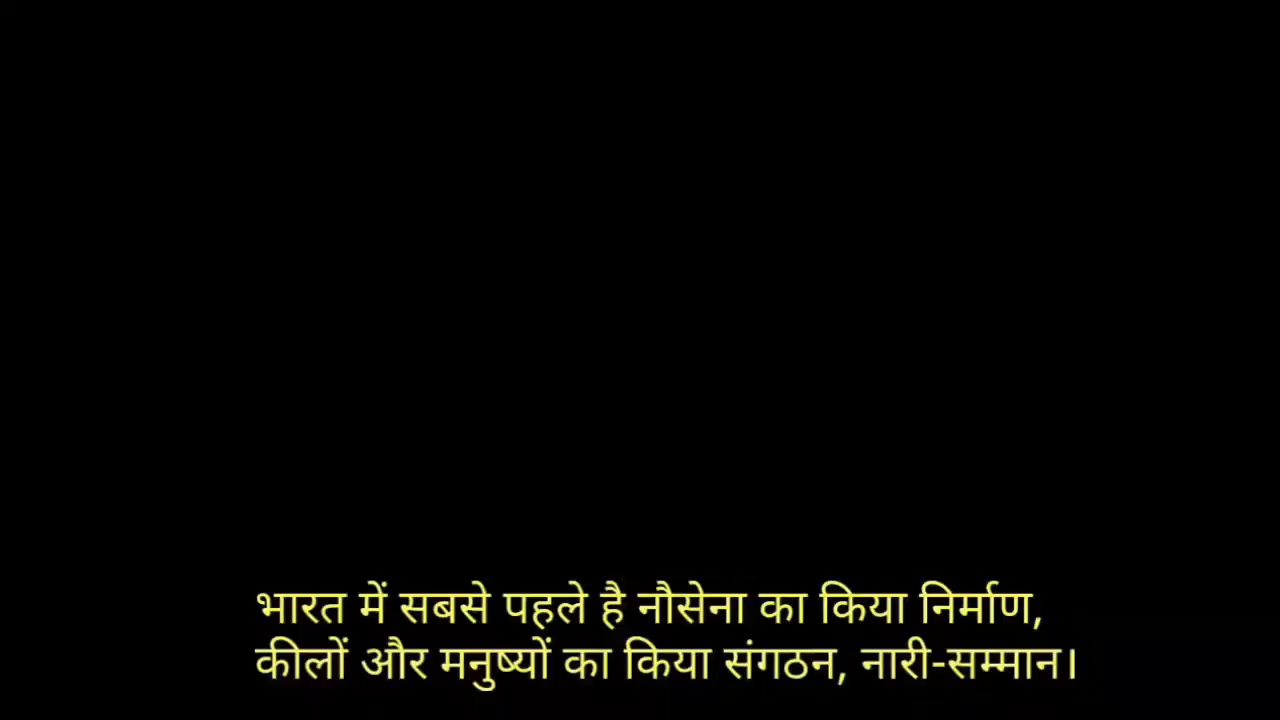 भारत में सबसे पहले है नौसेना का किया निर्माण,
कीलों और मनुष्यों का किया संगठन, नारी-सम्मान।